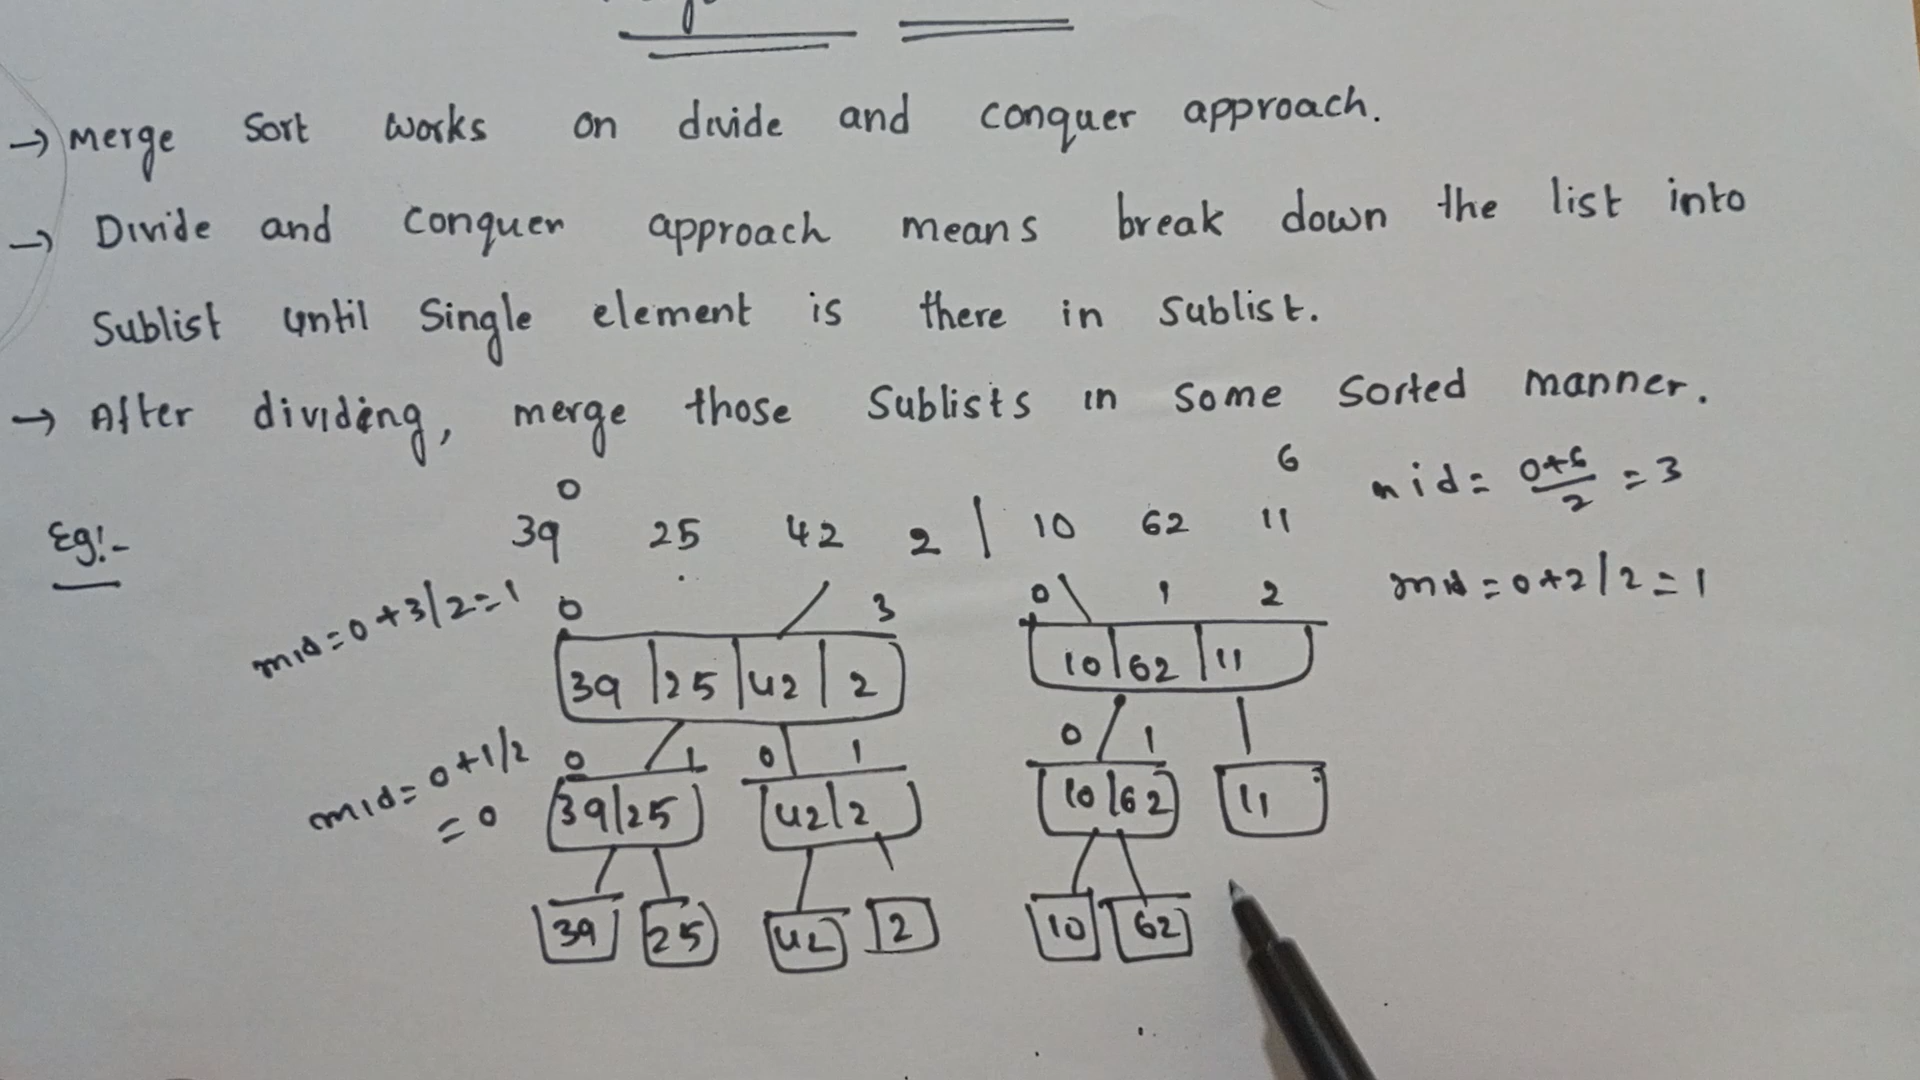 → Merge Sort works on divide and conquer approach.
→ Divide and conquer approach means break down the list into
Sublist until Single element is there in Sublist.
→ After dividing, merge those Sublists in some Sorted manner.
0 6 mid= 0+6/2 = 3
Eg!- 39 25 42 2 | 10 62 11
mid=0+3/2=1 0 3 0 1 2 mid=0+2/2=1
39 25 42 2 10 62 11
mid=0+1/2 0 1 0 1 0 1
=0 39 25 42 2 10 62 11
39 25 42 2 10 62